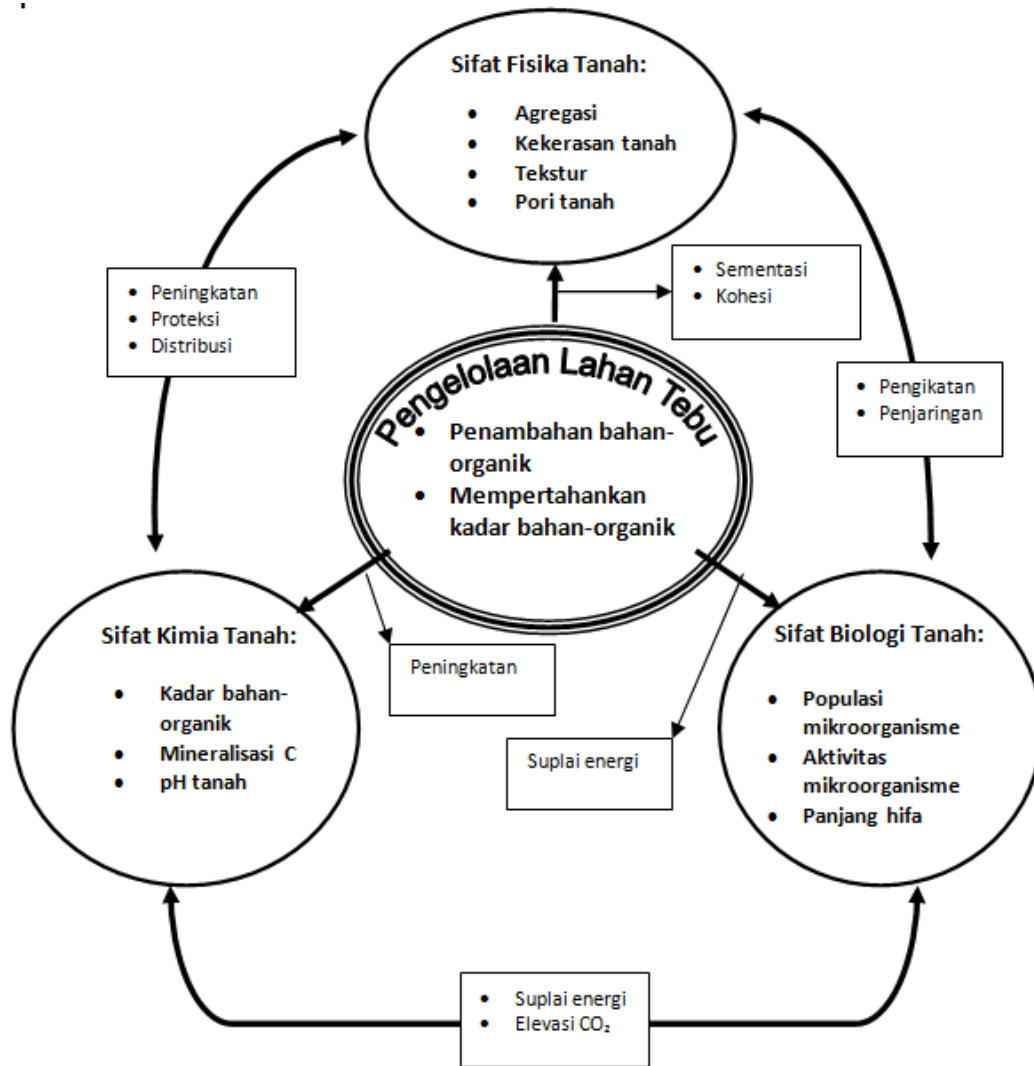 Sifat Fisika Tanah:
• Agregasi
• Kekerasan tanah
• Tekstur
• Pori tanah
• Peningkatan
• Proteksi
• Distribusi
• Sementasi
• Kohesi
• Pengikatan
• Penjaringan
Pengelolaan Lahan Tebu
• Penambahan bahan-
organik
• Mempertahankan
kadar bahan-organik
Sifat Kimia Tanah:
• Kadar bahan-
organik
• Mineralisasi C
• pH tanah
Peningkatan
Suplai energi
Sifat Biologi Tanah:
• Populasi
mikroorganisme
• Aktivitas
mikroorganisme
• Panjang hifa
• Suplai energi
• Elevasi CO₂